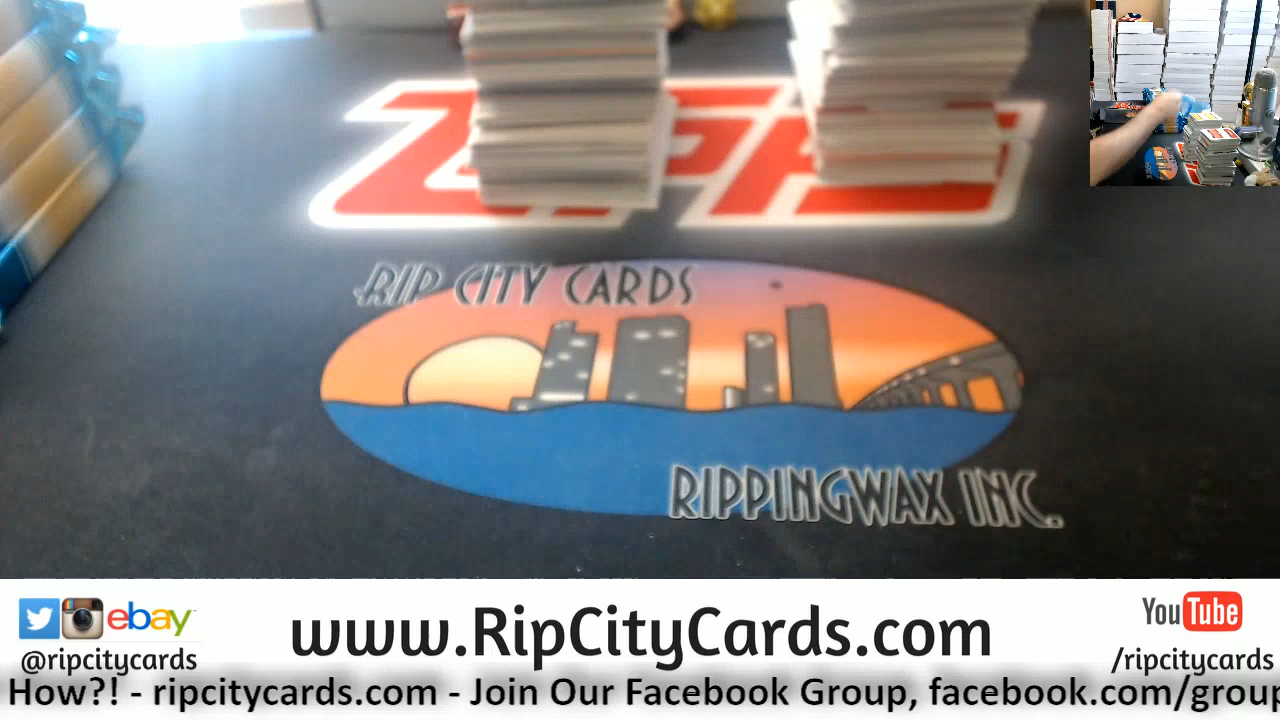 RIP CITY CARDS
RIPPINGWAX INC.
ebay
@ripcitycards
www.RipCityCards.com
YouTube
/ripcitycards
How?! - ripcitycards.com - Join Our Facebook Group, facebook.com/group